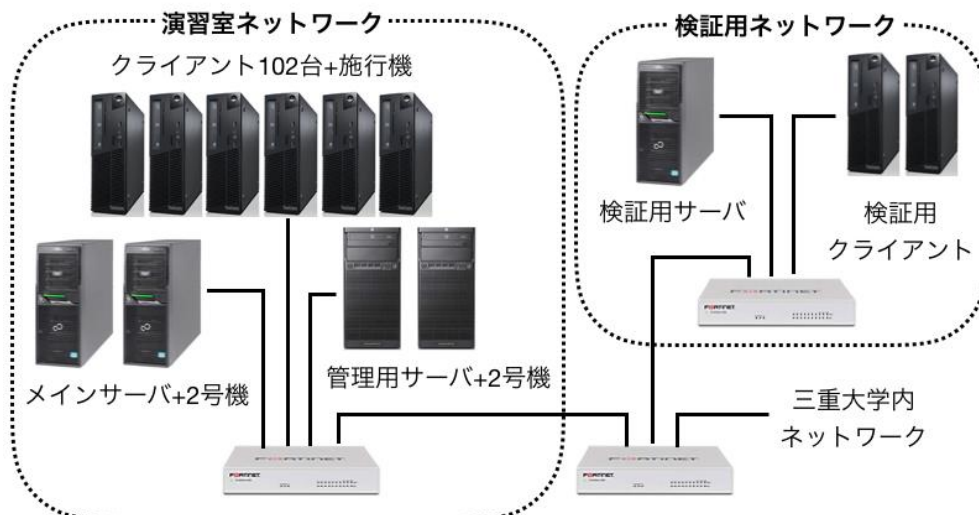 演習室ネットワーク
クライアント102台+施行機
メインサーバ+2号機
管理用サーバ+2号機
FORTINET
FORTINET
検証用ネットワーク
検証用サーバ
検証用
クライアント
FORTINET
FORTINET
三重大学内
ネットワーク
FORTINET
FORTINET